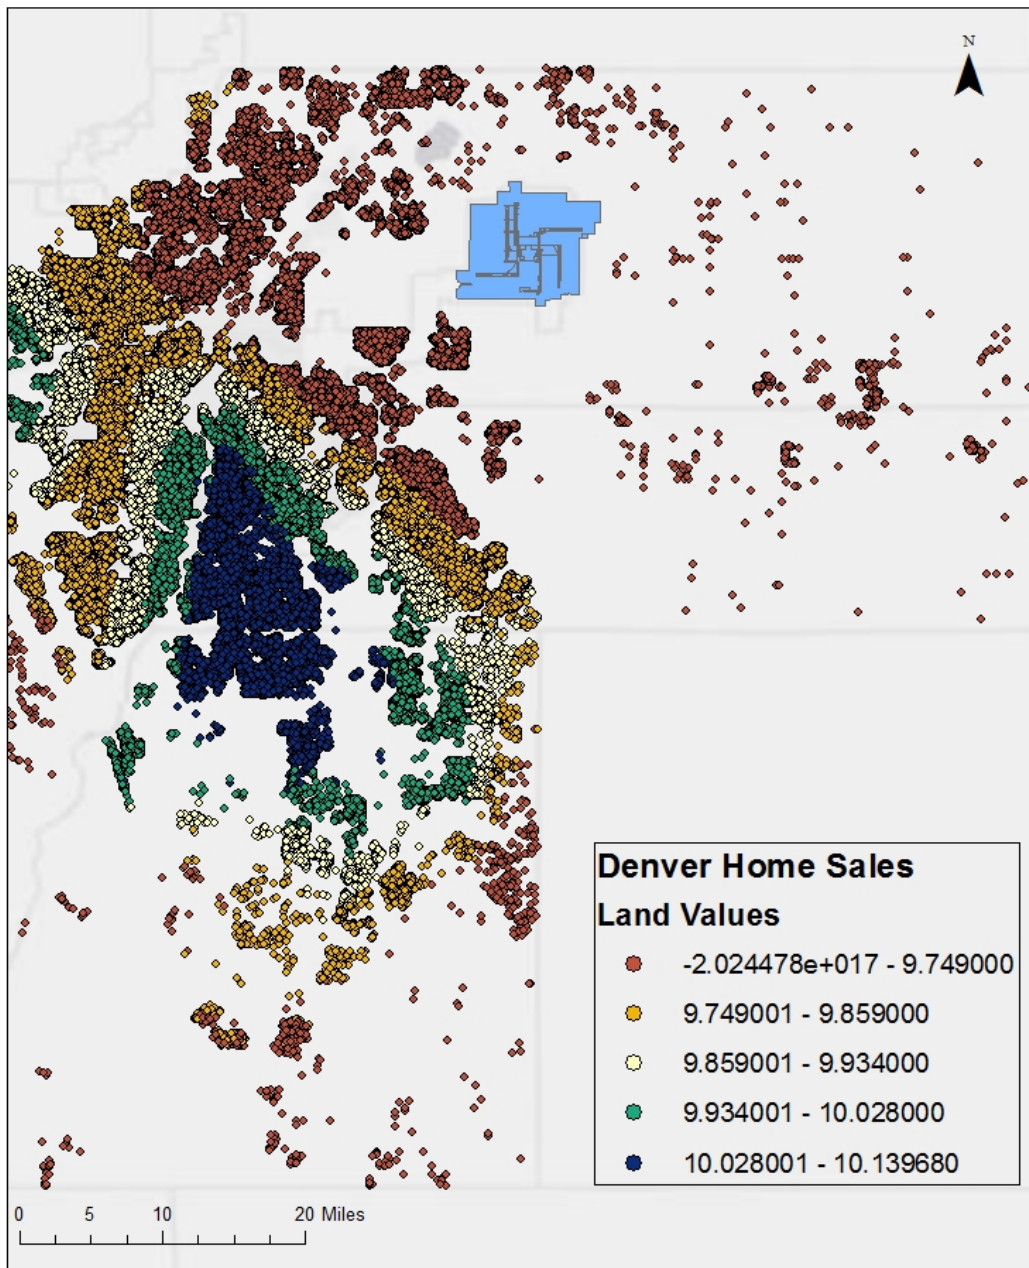 N
Denver Home Sales
Land Values
-2.024478e+017 - 9.749000
9.749001 - 9.859000
9.859001 - 9.934000
9.934001 - 10.028000
10.028001 - 10.139680
0 5 10 20 Miles